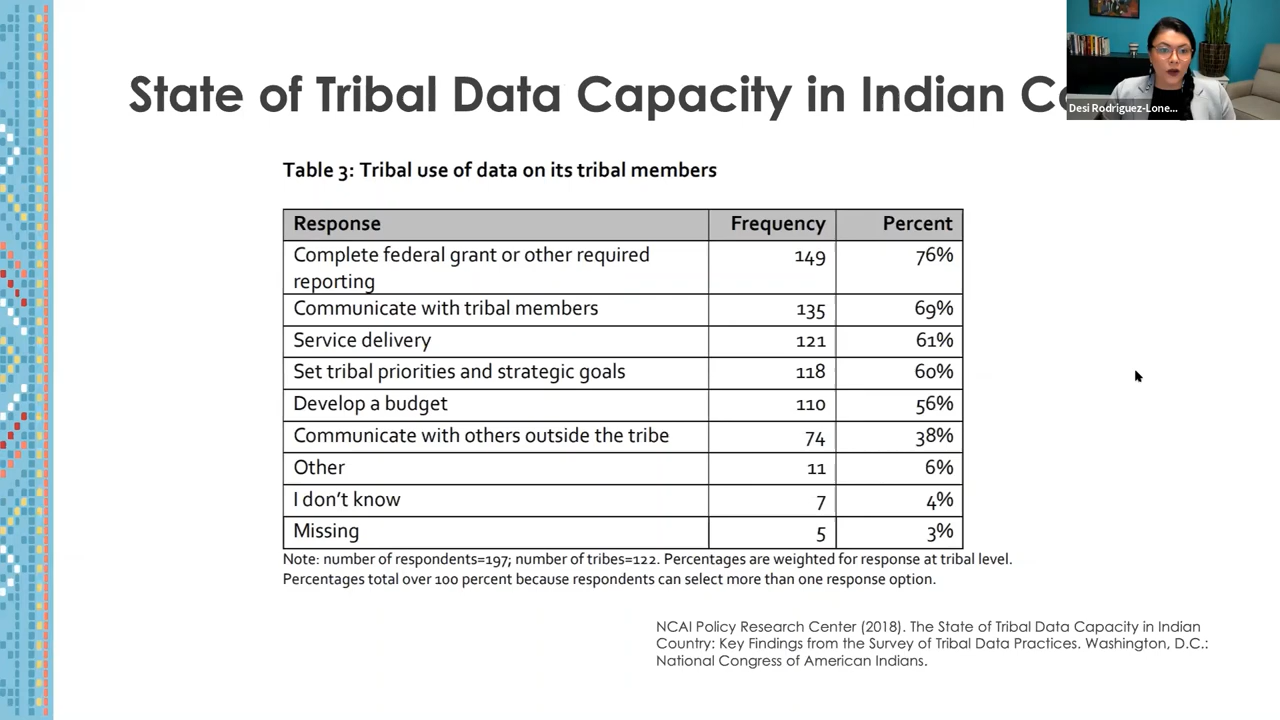 State of Tribal Data Capacity in Indian
Desi Rodriguez-Lone...
Table 3: Tribal use of data on its tribal members
Response Frequency Percent
Complete federal grant or other required reporting 149 76%
Communicate with tribal members 135 69%
Service delivery 121 61%
Set tribal priorities and strategic goals 118 60%
Develop a budget 110 56%
Communicate with others outside the tribe 74 38%
Other 11 6%
I don't know 7 4%
Missing 5 3%
Note: number of respondents=197; number of tribes=122. Percentages are weighted for response at tribal level.
Percentages total over 100 percent because respondents can select more than one response option.
NCAI Policy Research Center (2018). The State of Tribal Data Capacity in Indian
Country: Key Findings from the Survey of Tribal Data Practices. Washington, D.C.:
National Congress of American Indians.